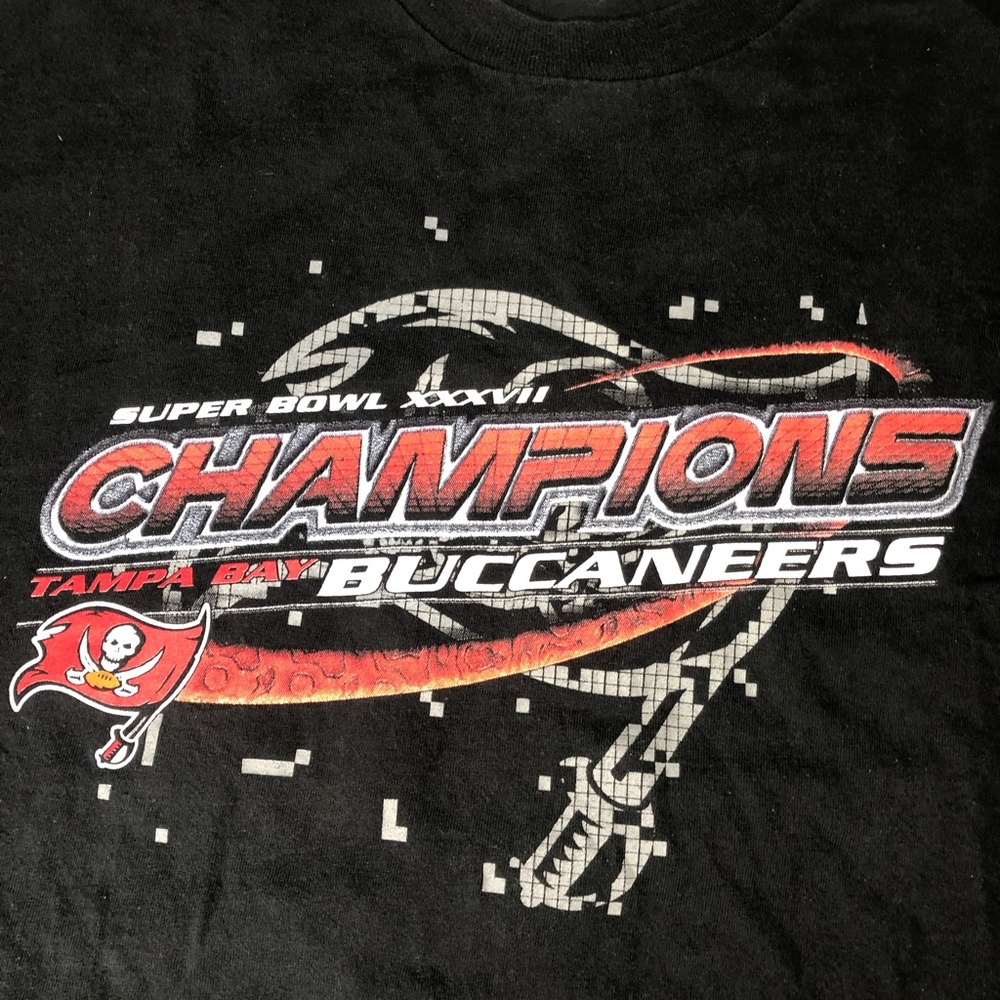 SUPER BOWL XXXVII
CHAMPIONS
TAMPA BAY BUCCANEERS